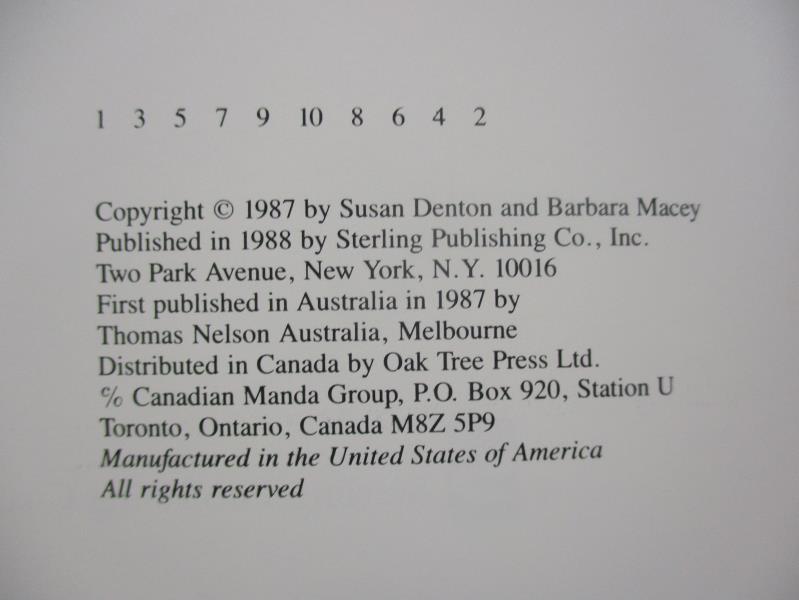 1 3 5 7 9 10 8 6 4 2
Copyright © 1987 by Susan Denton and Barbara Macey
Published in 1988 by Sterling Publishing Co., Inc.
Two Park Avenue, New York, N.Y. 10016
First published in Australia in 1987 by
Thomas Nelson Australia, Melbourne
Distributed in Canada by Oak Tree Press Ltd.
℅ Canadian Manda Group, P.O. Box 920, Station U
Toronto, Ontario, Canada M8Z 5P9
Manufactured in the United States of America
All rights reserved